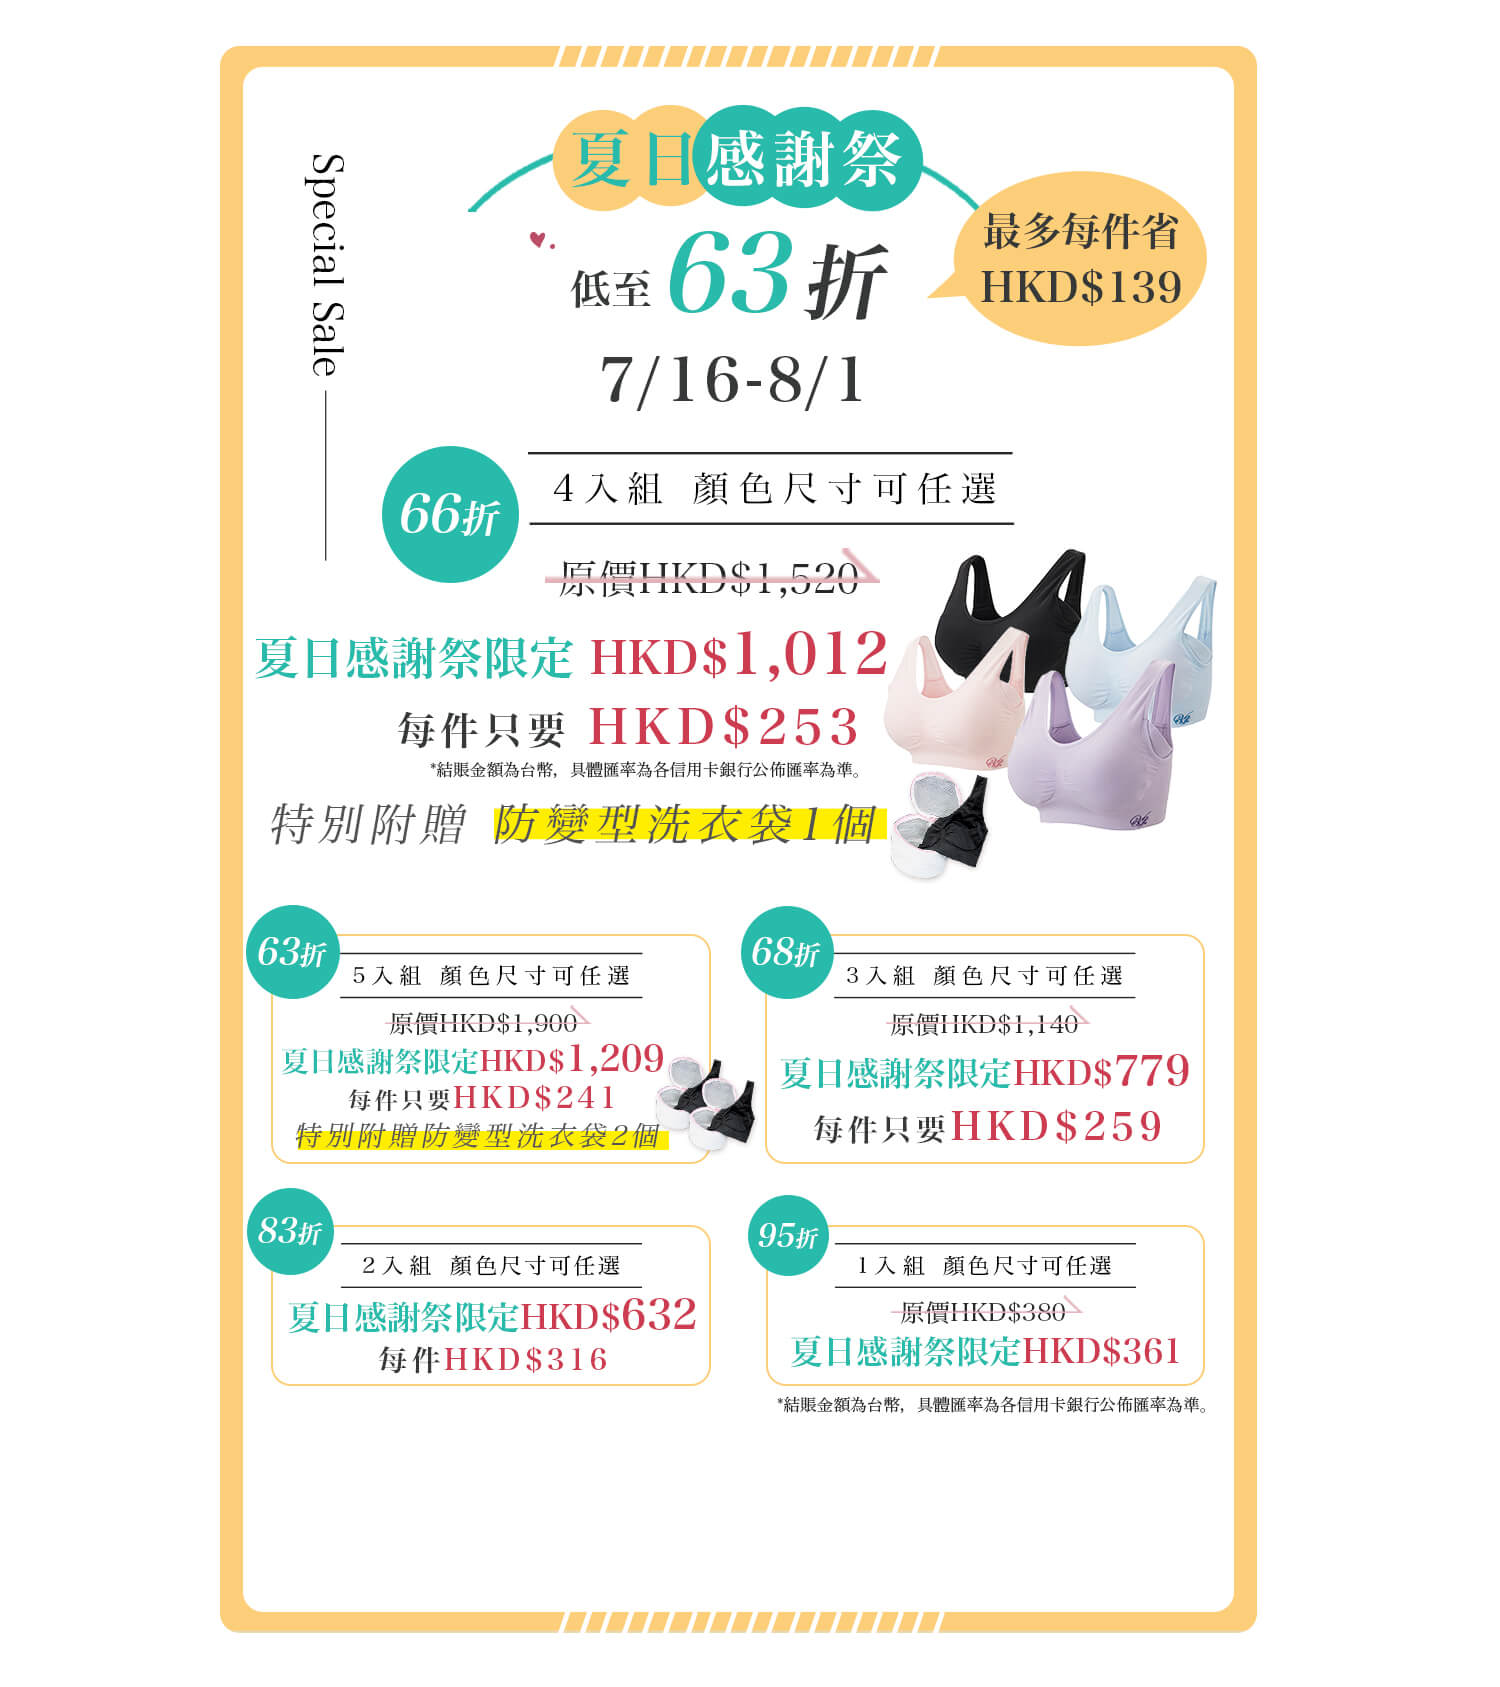 Special Sale
夏日感謝祭
低至63折
最多每件省
HKD$139
7/16-8/1
66折
4入組 顏色尺寸可任選
原價HKD$1,520
夏日感謝祭限定 HKD$1,012
每件只要 HKD$253
*結賬金額為台幣，具體匯率為各信用卡銀行公佈匯率為準。
特別附贈 防變型洗衣袋1個
63折
5入組 顏色尺寸可任選
原價HKD$1,900
夏日感謝祭限定HKD$1,209
每件只要HKD$241
特別附贈防變型洗衣袋2個
68折
3入組 顏色尺寸可任選
原價HKD$1,140
夏日感謝祭限定HKD$779
每件只要HKD$259
83折
2入組 顏色尺寸可任選
夏日感謝祭限定HKD$632
每件HKD$316
95折
1入組 顏色尺寸可任選
原價HKD$380
夏日感謝祭限定HKD$361
*結賬金額為台幣，具體匯率為各信用卡銀行公佈匯率為準。